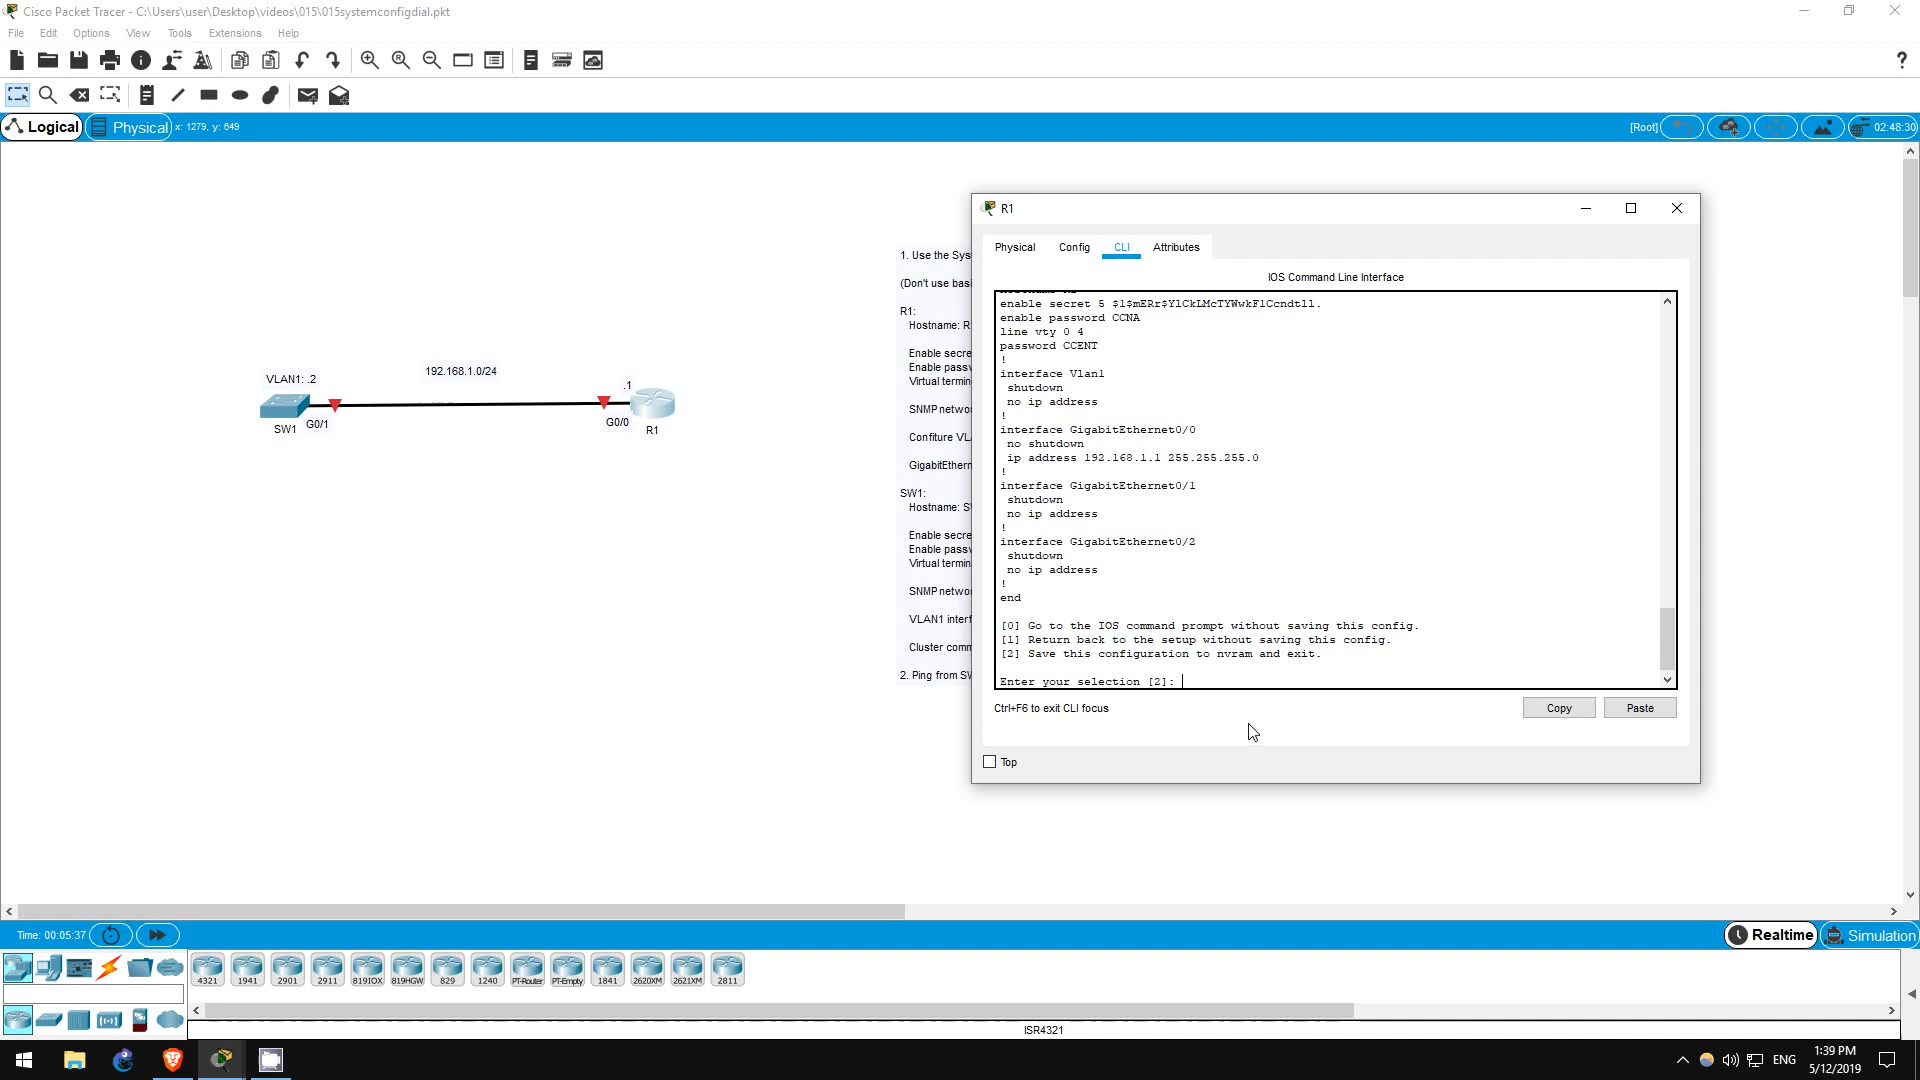 Cisco Packet Tracer - C:\Users\user\Desktop\videos\015\015systemconfigdial.pkt
File Edit Options View Tools Extensions Help
Logical Physical x: 1279, y: 649 [Root] 02:48:30
R1
Physical Config CLI Attributes
IOS Command Line Interface
enable secret 5 $1$mERr$YlCkLMcTYWwkF1Ccndtll.
enable password CCNA
line vty 0 4
password CCENT
!
interface Vlan1
shutdown
no ip address
!
interface GigabitEthernet0/0
no shutdown
ip address 192.168.1.1 255.255.255.0
!
interface GigabitEthernet0/1
shutdown
no ip address
!
interface GigabitEthernet0/2
shutdown
no ip address
!
end
[0] Go to the IOS command prompt without saving this config.
[1] Return back to the setup without saving this config.
[2] Save this configuration to nvram and exit.
Enter your selection [2]:
Ctrl+F6 to exit CLI focus
Copy Paste
Top
1. Use the Sys
(Don't use basi
R1:
Hostname: R
Enable secre
Enable passw
Virtual termin
SNMP netwo
Confiture VL
GigabitEthern
SW1:
Hostname: SW
Enable secre
Enable passw
Virtual termin
SNMP netwo
VLAN1 interf
Cluster comm
2. Ping from SW
VLAN1: .2
192.168.1.0/24
.1
SW1
G0/1
G0/0
R1
Time: 00:05:37
Realtime Simulation
4321 1941 2901 2911 819IOX 819HGW 829 1240 PT-Router PT-Empty 1841 2620XM 2621XM 2811
ISR4321
ENG
1:39 PM
5/12/2019